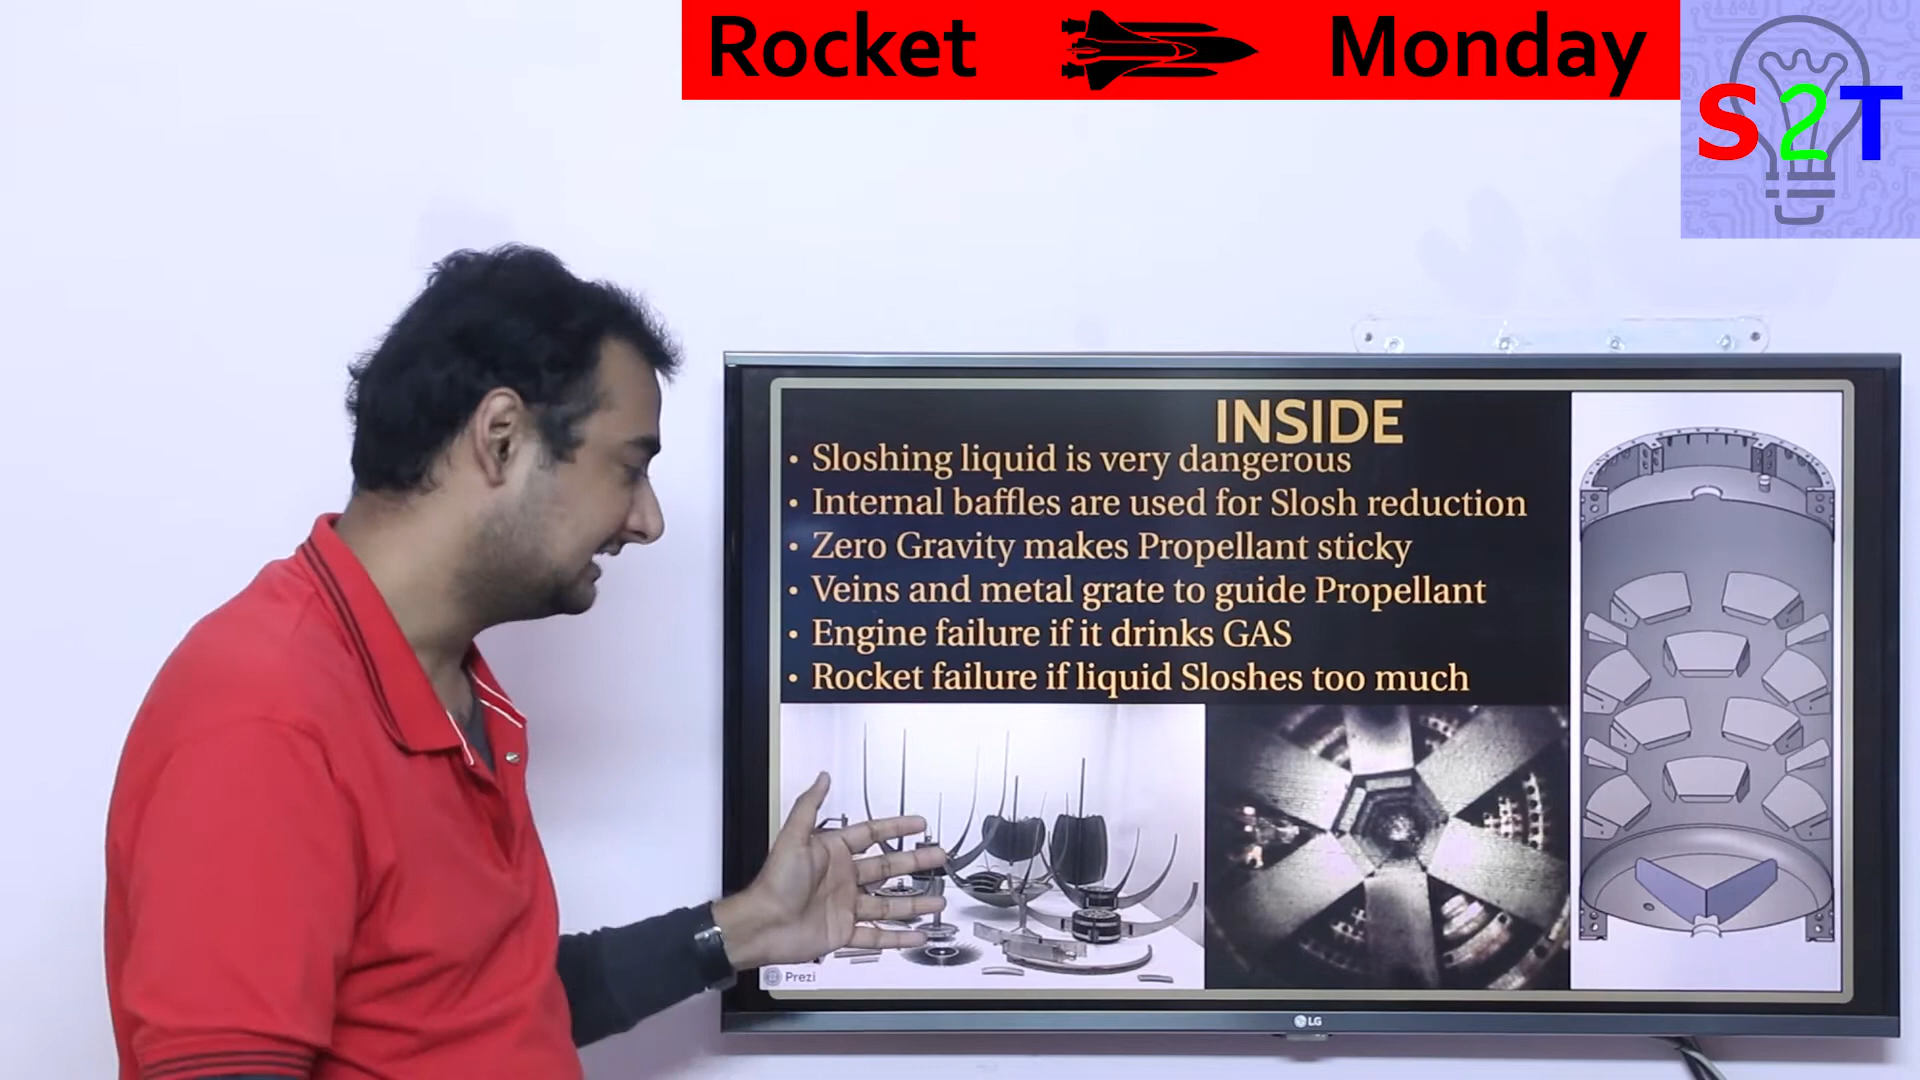 Rocket Monday
S2T
INSIDE
• Sloshing liquid is very dangerous
• Internal baffles are used for Slosh reduction
• Zero Gravity makes Propellant sticky
• Veins and metal grate to guide Propellant
• Engine failure if it drinks GAS
• Rocket failure if liquid Sloshes too much
Prezi
LG